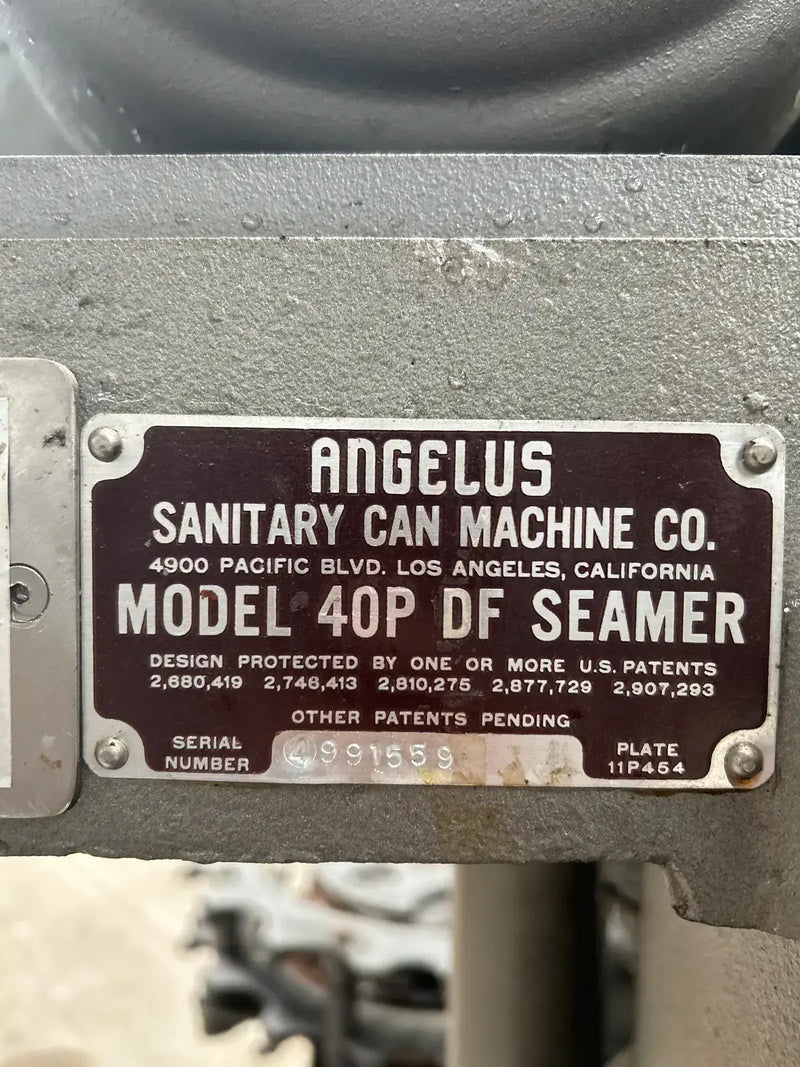 ANGELUS
SANITARY CAN MACHINE CO.
4900 PACIFIC BLVD. LOS ANGELES, CALIFORNIA
MODEL 40P DF SEAMER
DESIGN PROTECTED BY ONE OR MORE U.S. PATENTS
2,680,419 2,746,413 2,810,275 2,877,729 2,907,293
OTHER PATENTS PENDING
SERIAL
NUMBER
④991559
PLATE
11P454